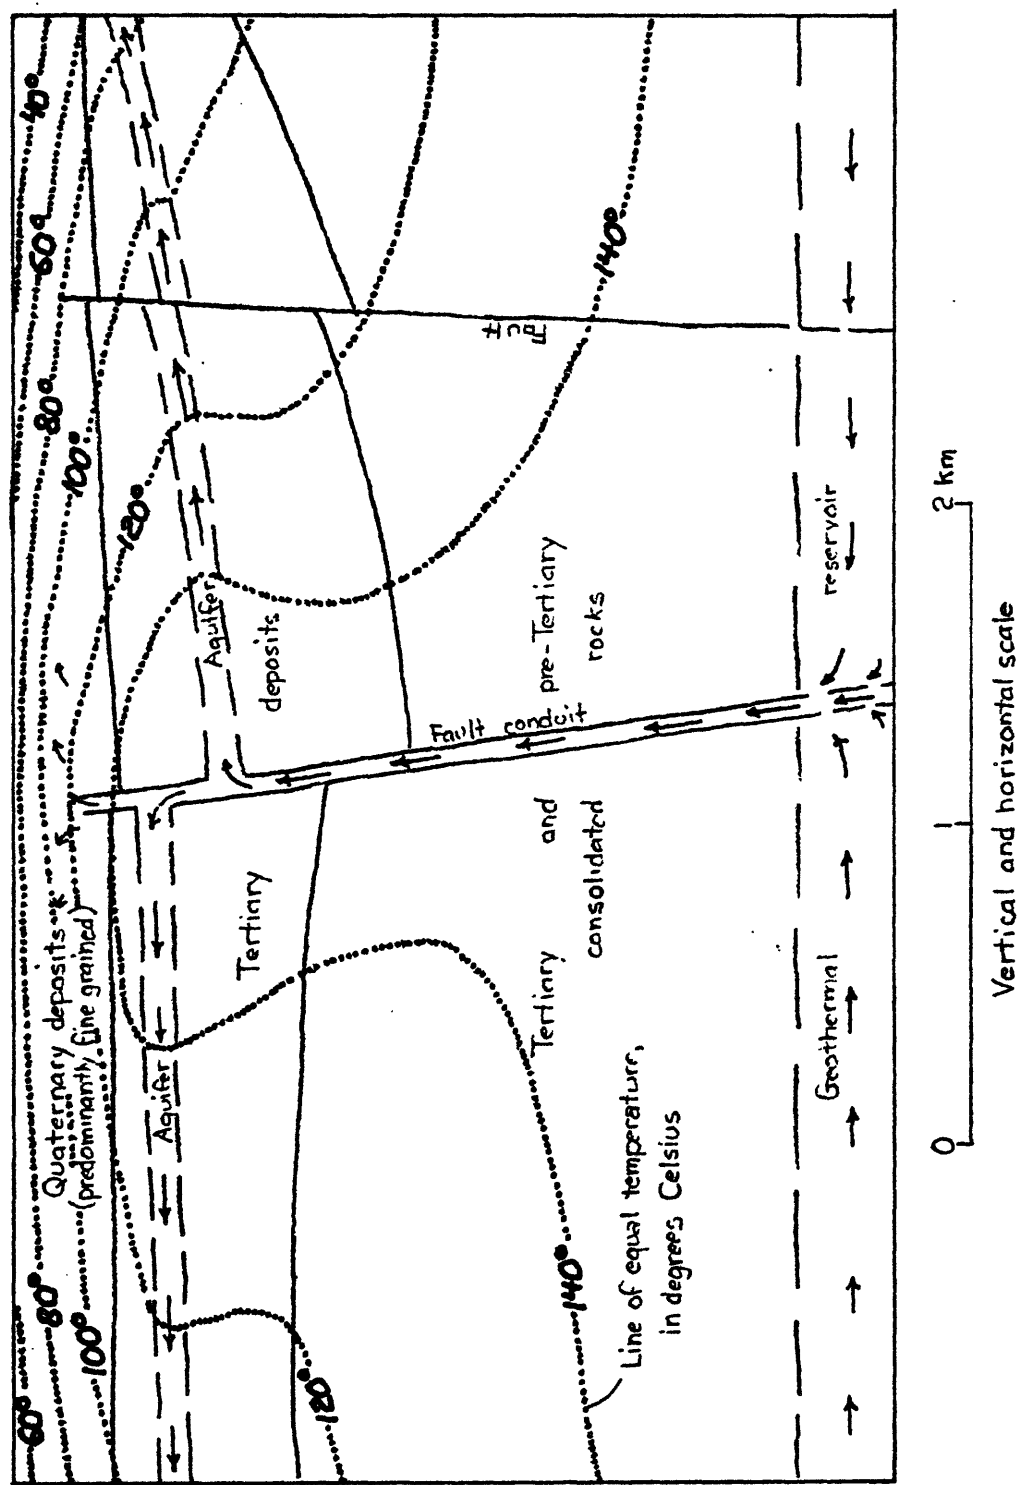 40°
60°
80°
100°
120°
140°
Quaternary deposits
(predominantly fine grained)
60°
80°
100°
120°
140°
Aquifer
Aquifer
Tertiary
deposits
Fault conduit
Fault
Tertiary and pre-Tertiary
consolidated rocks
Line of equal temperature,
in degrees Celsius
Geothermal reservoir
0 1 2 km
Vertical and horizontal scale